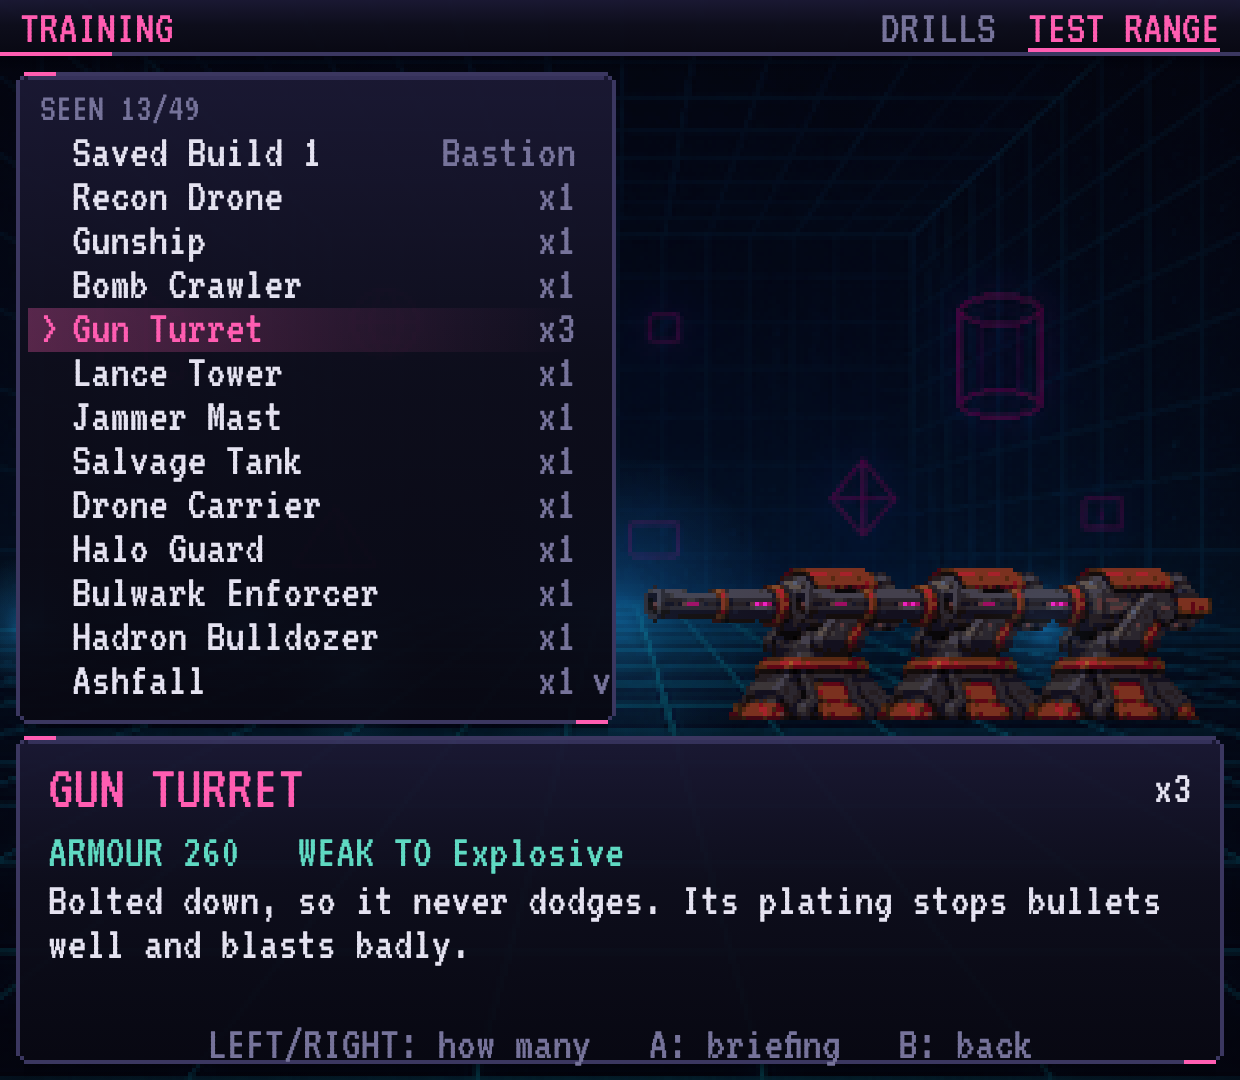 TRAINING DRILLS TEST RANGE
SEEN 13/49
Saved Build 1 Bastion
Recon Drone x1
Gunship x1
Bomb Crawler x1
> Gun Turret x3
Lance Tower x1
Jammer Mast x1
Salvage Tank x1
Drone Carrier x1
Halo Guard x1
Bulwark Enforcer x1
Hadron Bulldozer x1
Ashfall x1 v
GUN TURRET x3
ARMOUR 260 WEAK TO Explosive
Bolted down, so it never dodges. Its plating stops bullets
well and blasts badly.
LEFT/RIGHT: how many A: briefing B: back